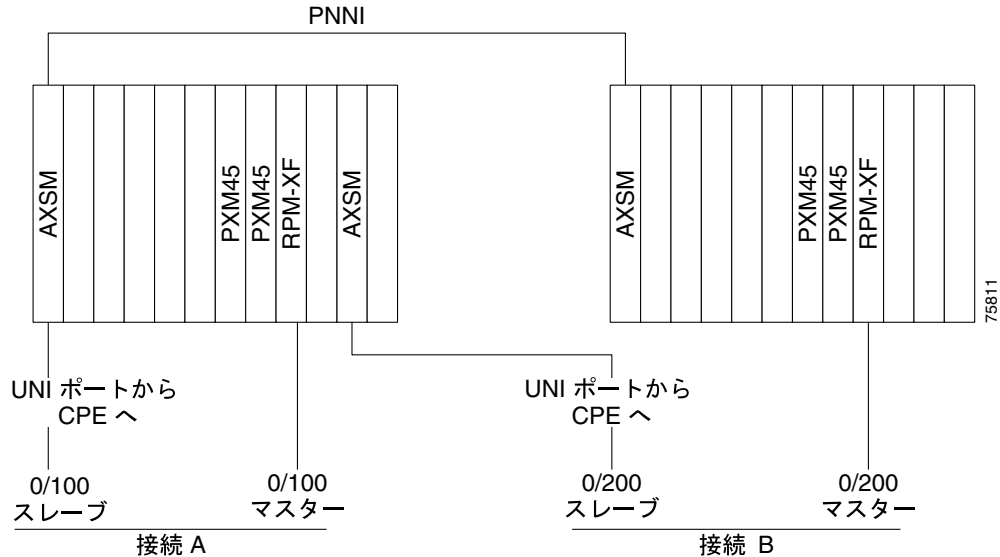 PNNI
AXSM
PXM45
PXM45
RPM-XF
AXSM
AXSM
PXM45
PXM45
RPM-XF
75811
UNI ポートから
CPE へ
UNI ポートから
CPE へ
0/100
スレーブ
0/100
マスター
0/200
スレーブ
0/200
マスター
接続 A
接続 B